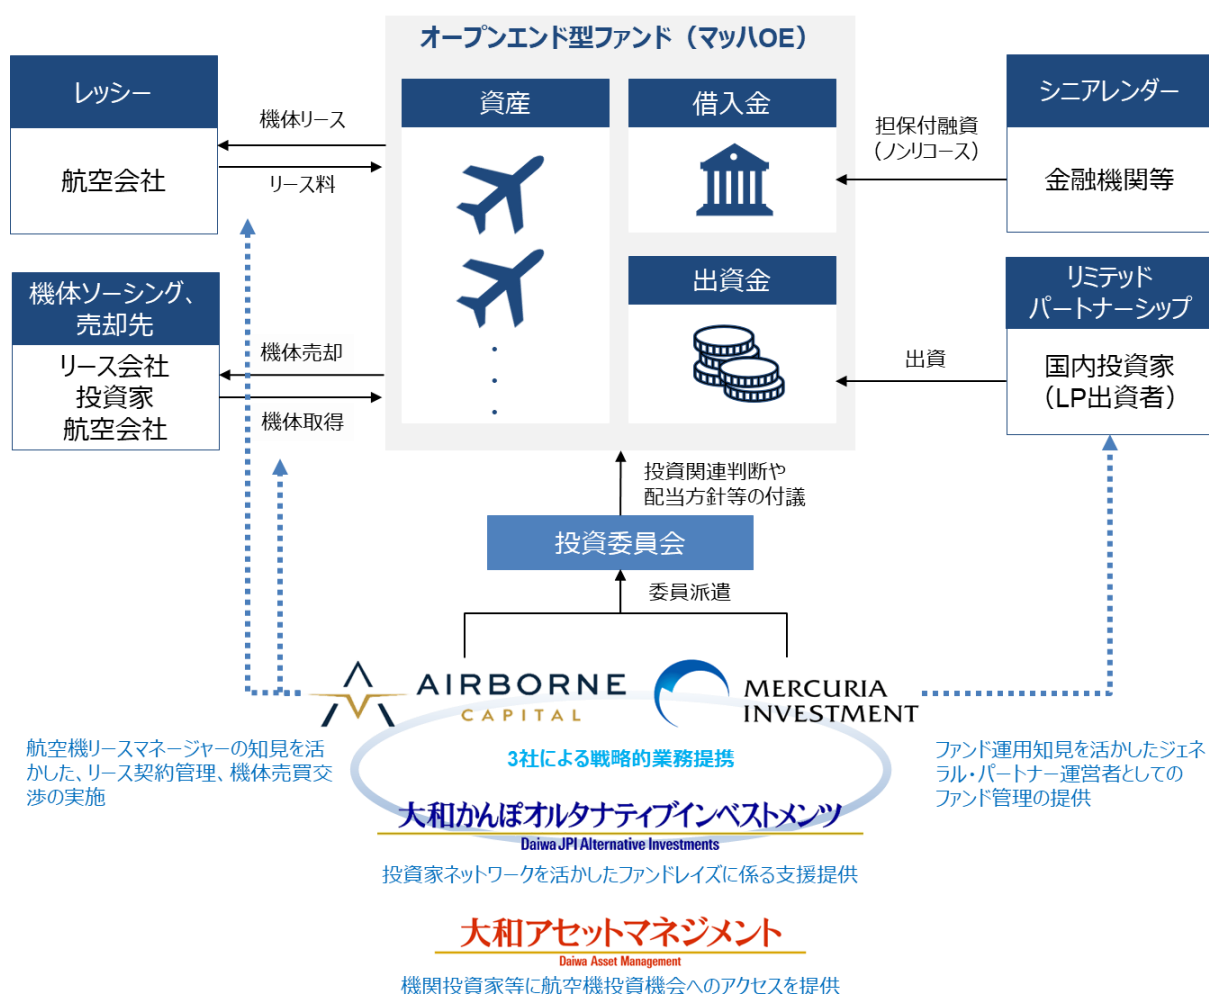 オープンエンド型ファンド（マッハOE）
レッシー
航空会社
機体リース
リース料
資産
借入金
担保付融資
（ノンリコース）
シニアレンダー
金融機関等
機体ソーシング、
売却先
リース会社
投資家
航空会社
機体売却
機体取得
出資金
出資
リミテッド
パートナーシップ
国内投資家
（LP出資者）
投資関連判断や
配当方針等の付議
投資委員会
委員派遣
AIRBORNE
CAPITAL
MERCURIA
INVESTMENT
航空機リースマネージャーの知見を活
かした、リース契約管理、機体売買交
渉の実施
3社による戦略的業務提携
ファンド運用知見を活かしたジェネ
ラル・パートナー運営者としての
ファンド管理の提供
大和かんぽオルタナティブインベストメンツ
Daiwa JPI Alternative Investments
投資家ネットワークを活かしたファンドレイズに係る支援提供
大和アセットマネジメント
Daiwa Asset Management
機関投資家等に航空機投資機会へのアクセスを提供